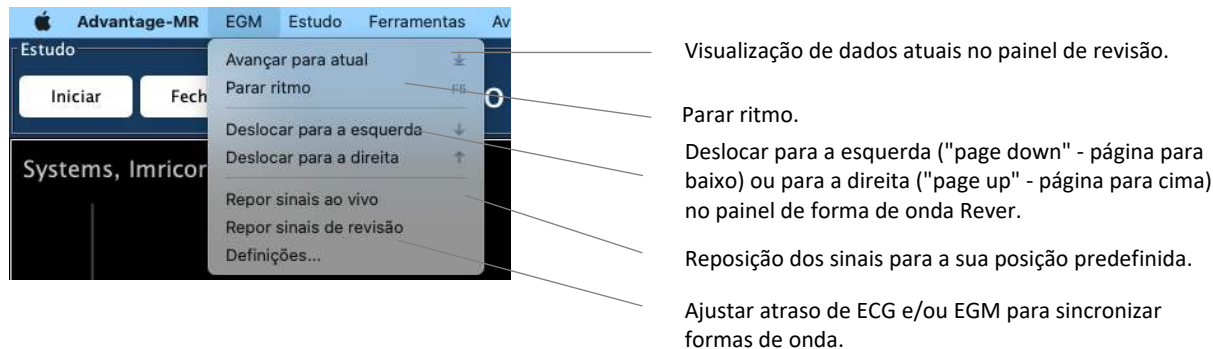 Advantage-MR EGM Estudo Ferramentas Av
Estudo
Iniciar Fech
Systems, Imricor
Avançar para atual
Parar ritmo F5
Deslocar para a esquerda ↓
Deslocar para a direita ↑
Repor sinais ao vivo
Repor sinais de revisão
Definições...
Visualização de dados atuais no painel de revisão.
Parar ritmo.
Deslocar para a esquerda ("page down" - página para
baixo) ou para a direita ("page up" - página para cima)
no painel de forma de onda Rever.
Reposição dos sinais para a sua posição predefinida.
Ajustar atraso de ECG e/ou EGM para sincronizar
formas de onda.